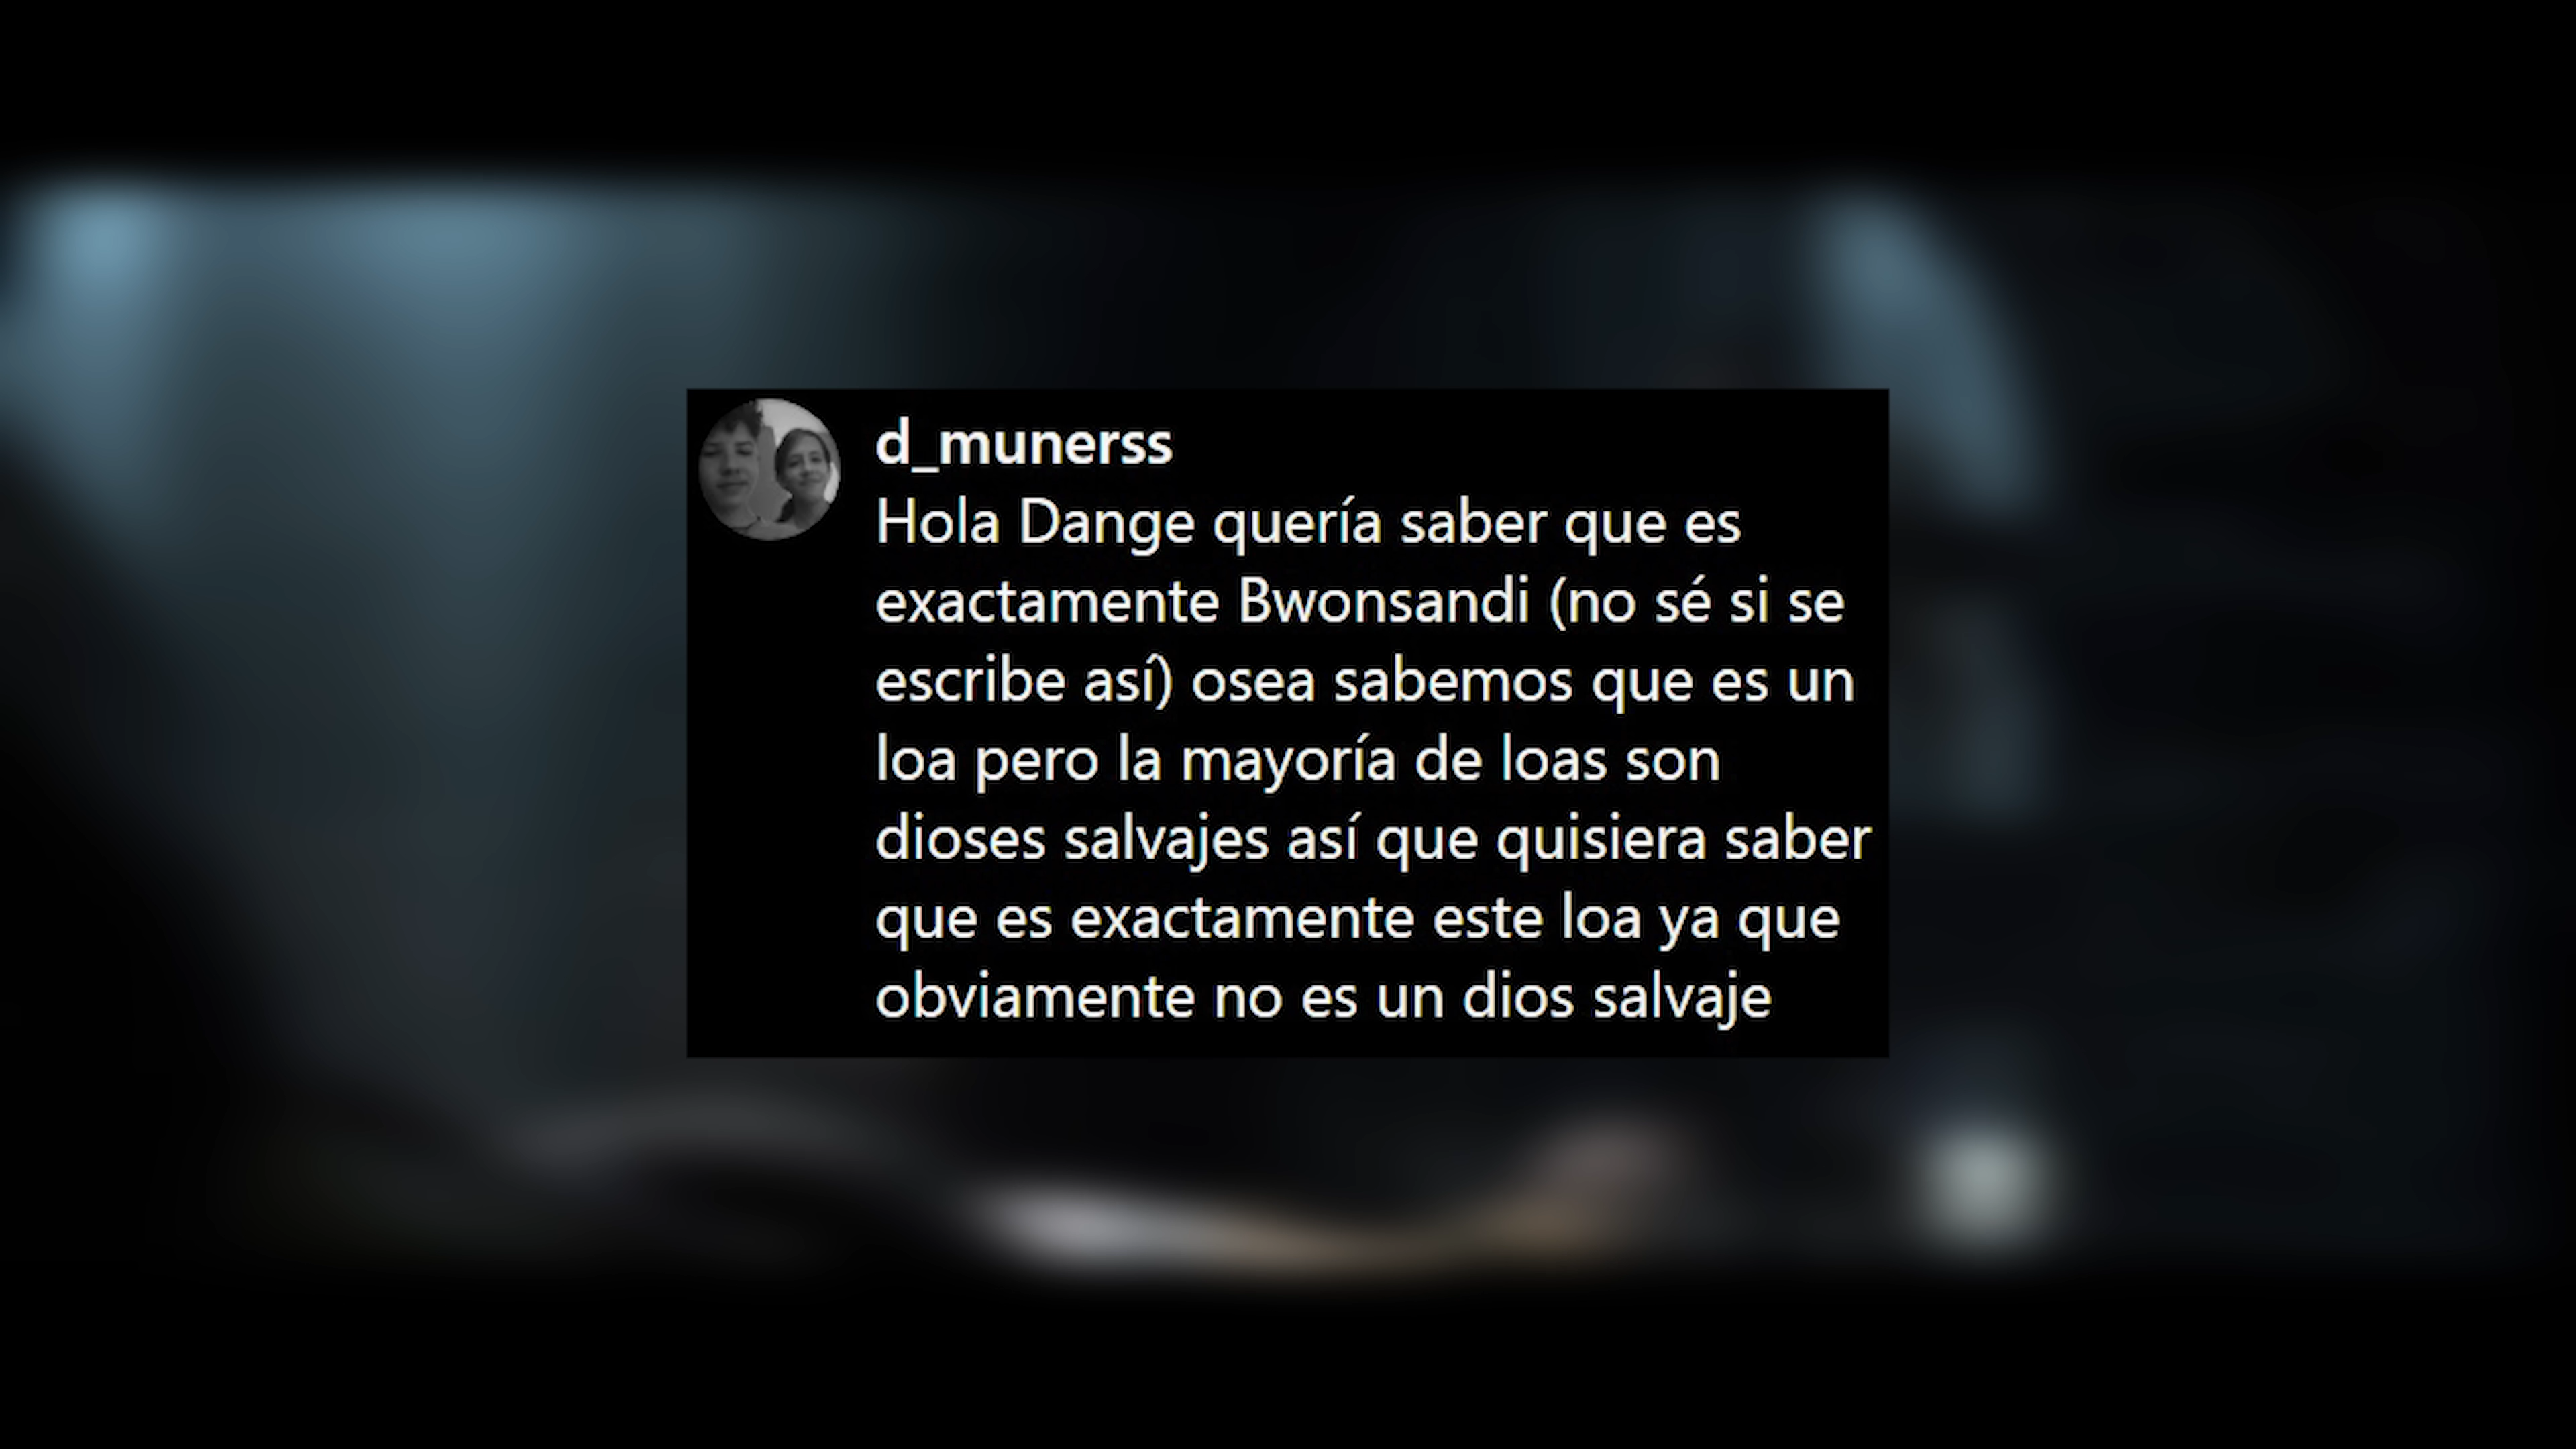 d_munerss
Hola Dange quería saber que es
exactamente Bwonsandi (no sé si se
escribe así) osea sabemos que es un
loa pero la mayoría de loas son
dioses salvajes así que quisiera saber
que es exactamente este loa ya que
obviamente no es un dios salvaje